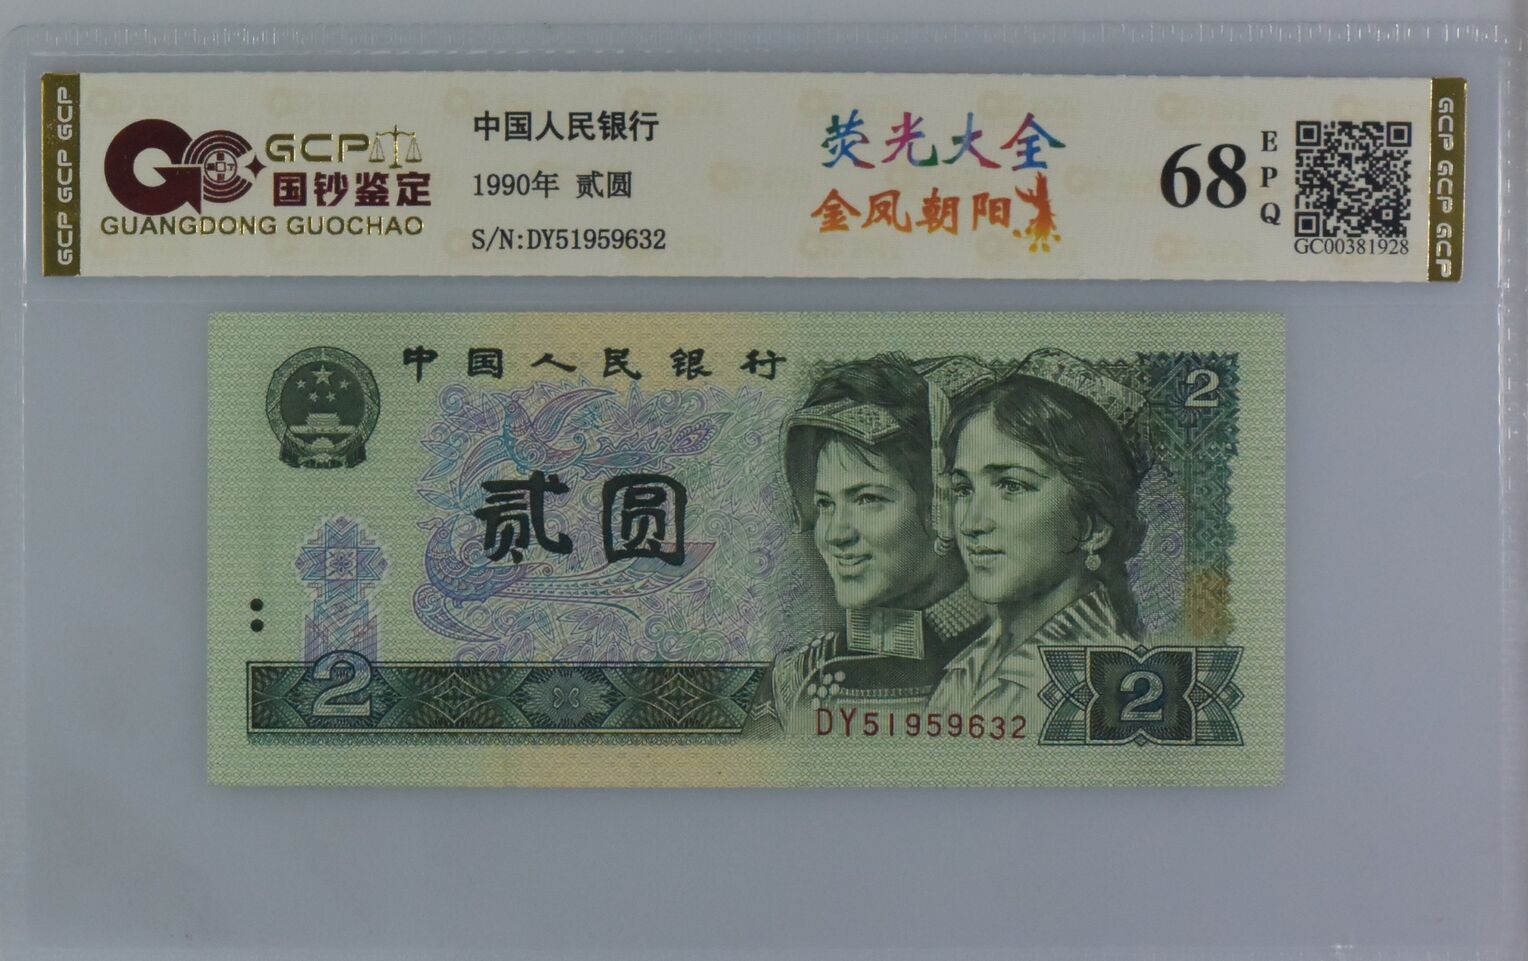 GCP GCP GCP
GCP
国钞鉴定
GUANGDONG GUOCHAO
中国人民银行
1990年 贰圆
S/N:DY51959632
荧光大全
金凤朝阳
68
EPQ
GC00381928
GCP GCP GCP
中国人民银行
2
贰圆
2
DY51959632
2